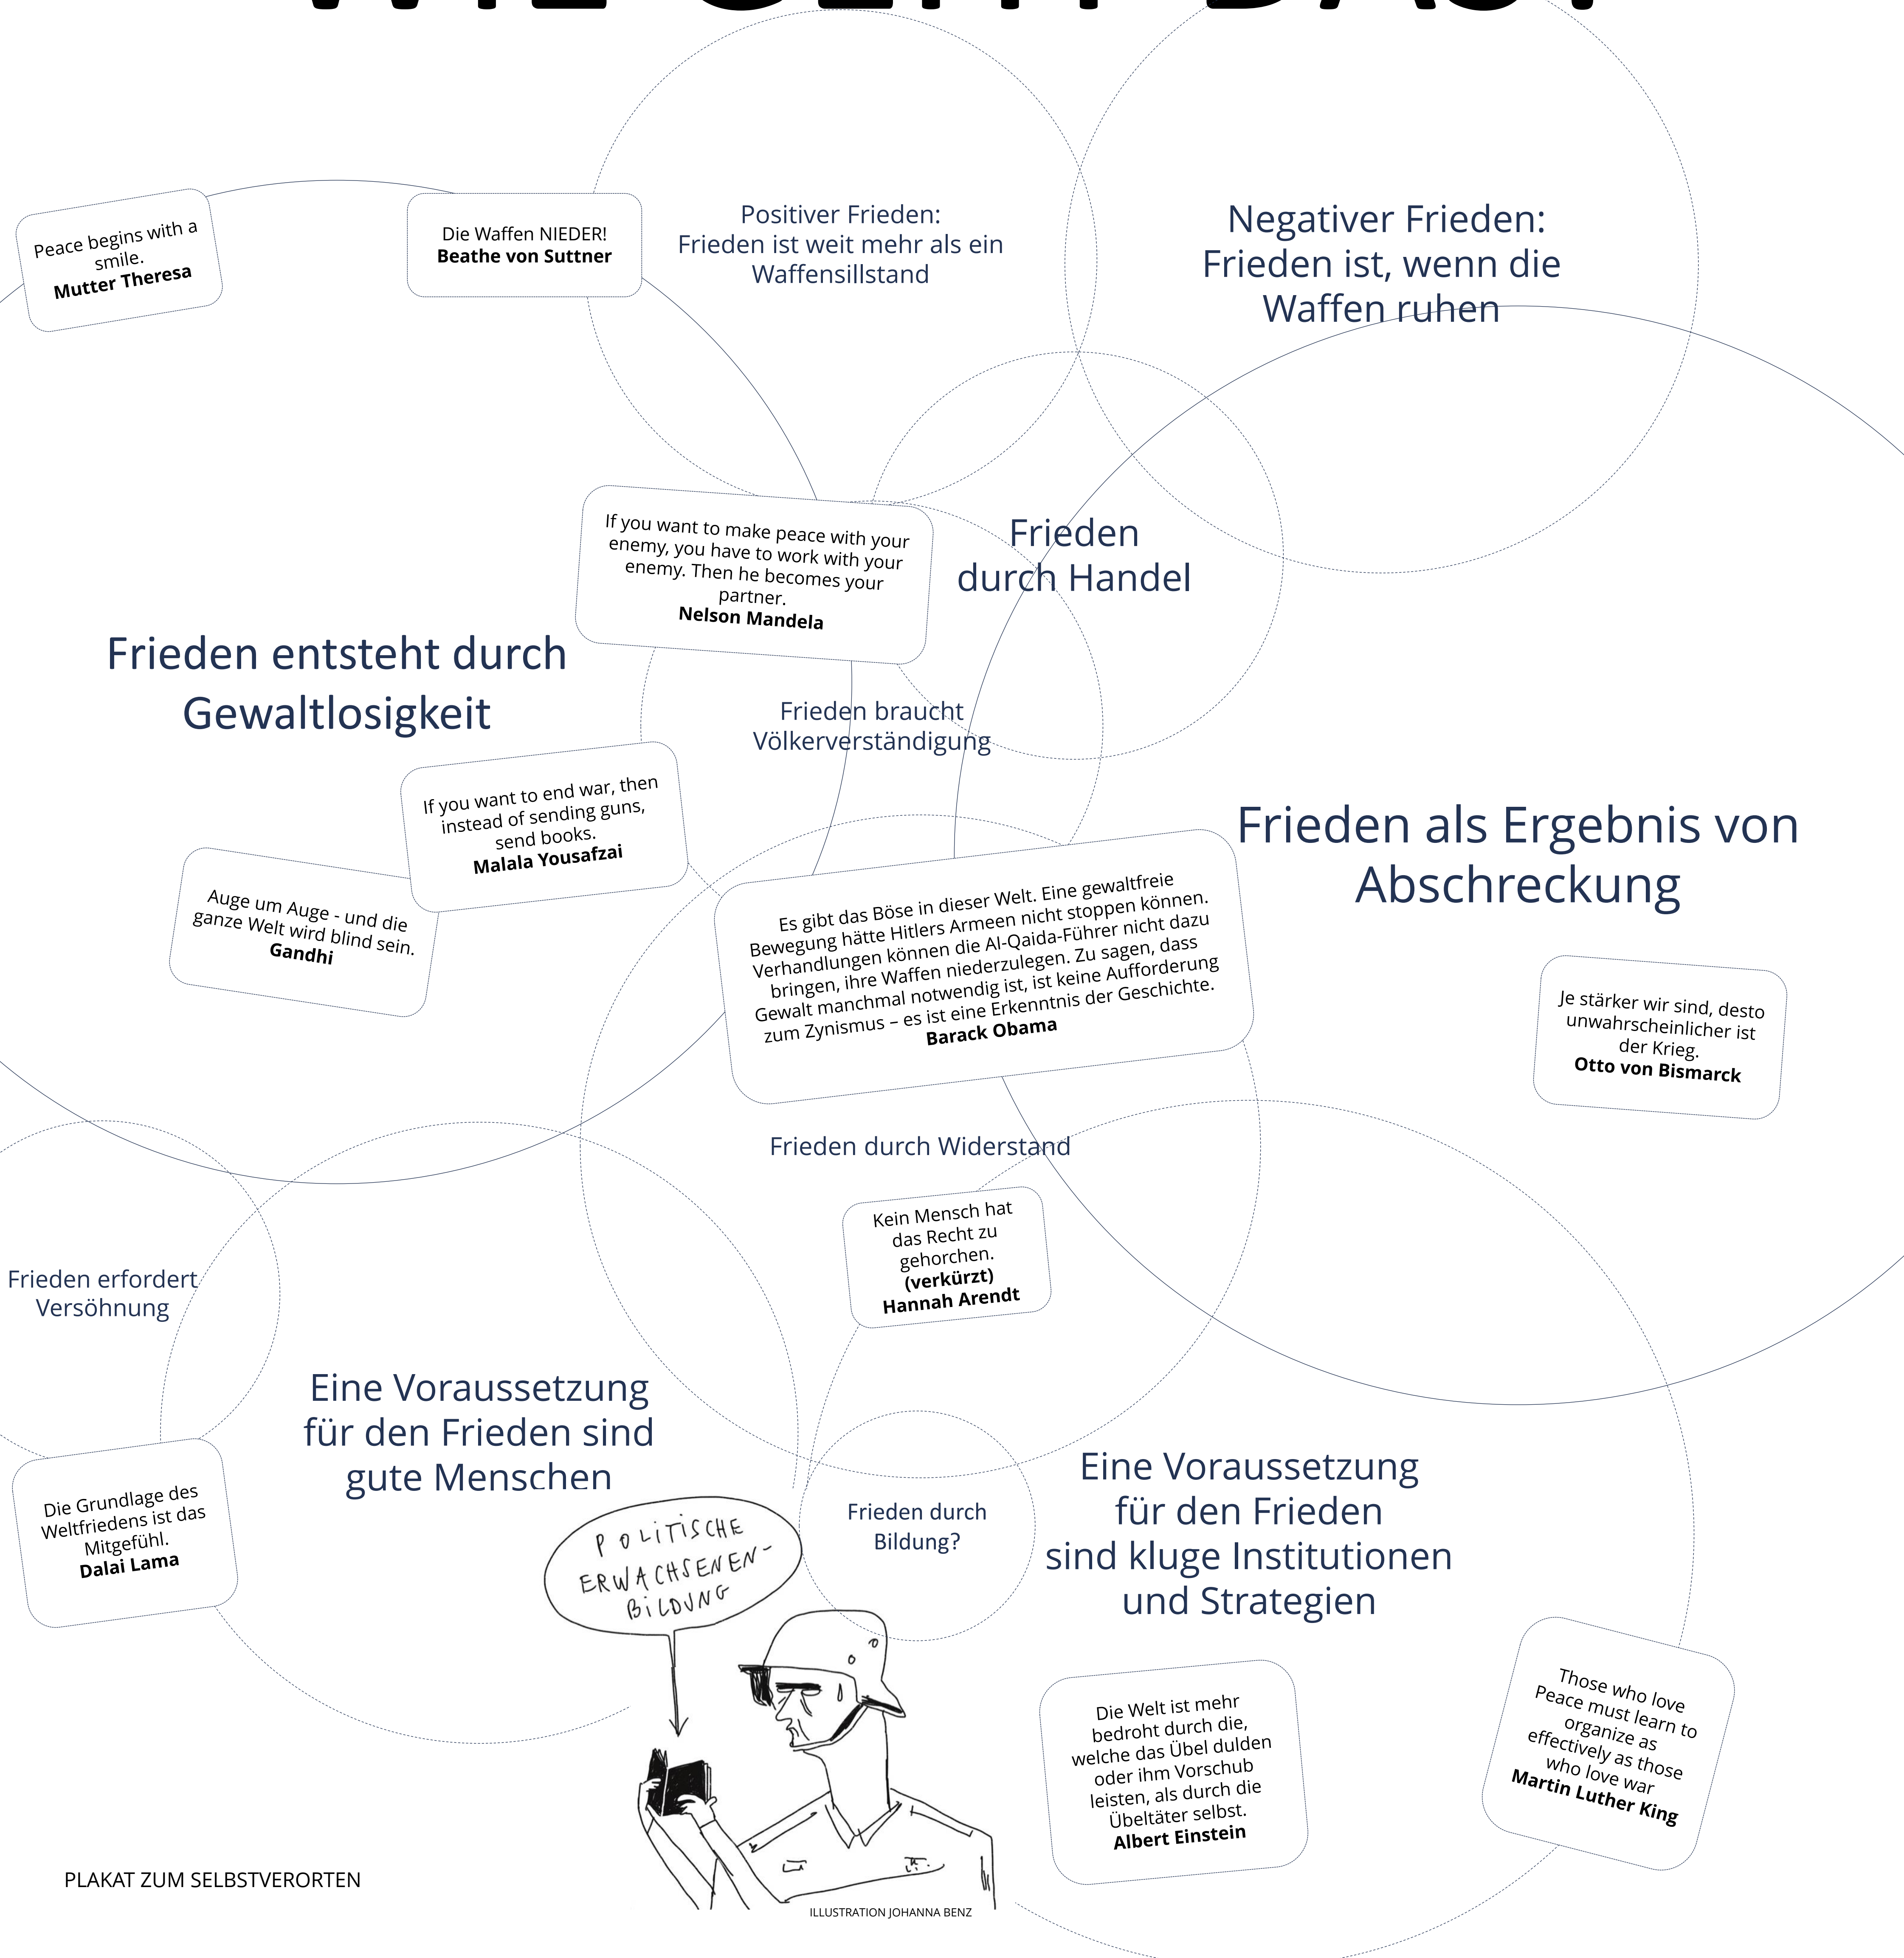 Peace begins with a
smile.
Mutter Theresa
Die Waffen NIEDER!
Beathe von Suttner
Positiver Frieden:
Frieden ist weit mehr als ein
Waffensillstand
Negativer Frieden:
Frieden ist, wenn die
Waffen ruhen
If you want to make peace with your
enemy, you have to work with your
enemy. Then he becomes your
partner.
Nelson Mandela
Frieden
durch Handel
Frieden entsteht durch
Gewaltlosigkeit
Frieden braucht
Völkerverständigung
If you want to end war, then
instead of sending guns,
send books.
Malala Yousafzai
Auge um Auge - und die
ganze Welt wird blind sein.
Gandhi
Frieden als Ergebnis von
Abschreckung
Es gibt das Böse in dieser Welt. Eine gewaltfreie
Bewegung hätte Hitlers Armeen nicht stoppen können.
Verhandlungen können die Al-Qaida-Führer nicht dazu
bringen, ihre Waffen niederzulegen. Zu sagen, dass
Gewalt manchmal notwendig ist, ist keine Aufforderung
zum Zynismus – es ist eine Erkenntnis der Geschichte.
Barack Obama
Je stärker wir sind, desto
unwahrscheinlicher ist
der Krieg.
Otto von Bismarck
Frieden durch Widerstand
Kein Mensch hat
das Recht zu
gehorchen.
(verkürzt)
Hannah Arendt
Frieden erfordert
Versöhnung
Eine Voraussetzung
für den Frieden sind
gute Menschen
Die Grundlage des
Weltfriedens ist das
Mitgefühl.
Dalai Lama
POLITISCHE
ERWACHSENEN-
BILDUNG
Frieden durch
Bildung?
Eine Voraussetzung
für den Frieden
sind kluge Institutionen
und Strategien
Die Welt ist mehr
bedroht durch die,
welche das Übel dulden
oder ihm Vorschub
leisten, als durch die
Übeltäter selbst.
Albert Einstein
Those who love
Peace must learn to
organize as
effectively as those
who love war
Martin Luther King
PLAKAT ZUM SELBSTVERORTEN
ILLUSTRATION JOHANNA BENZ